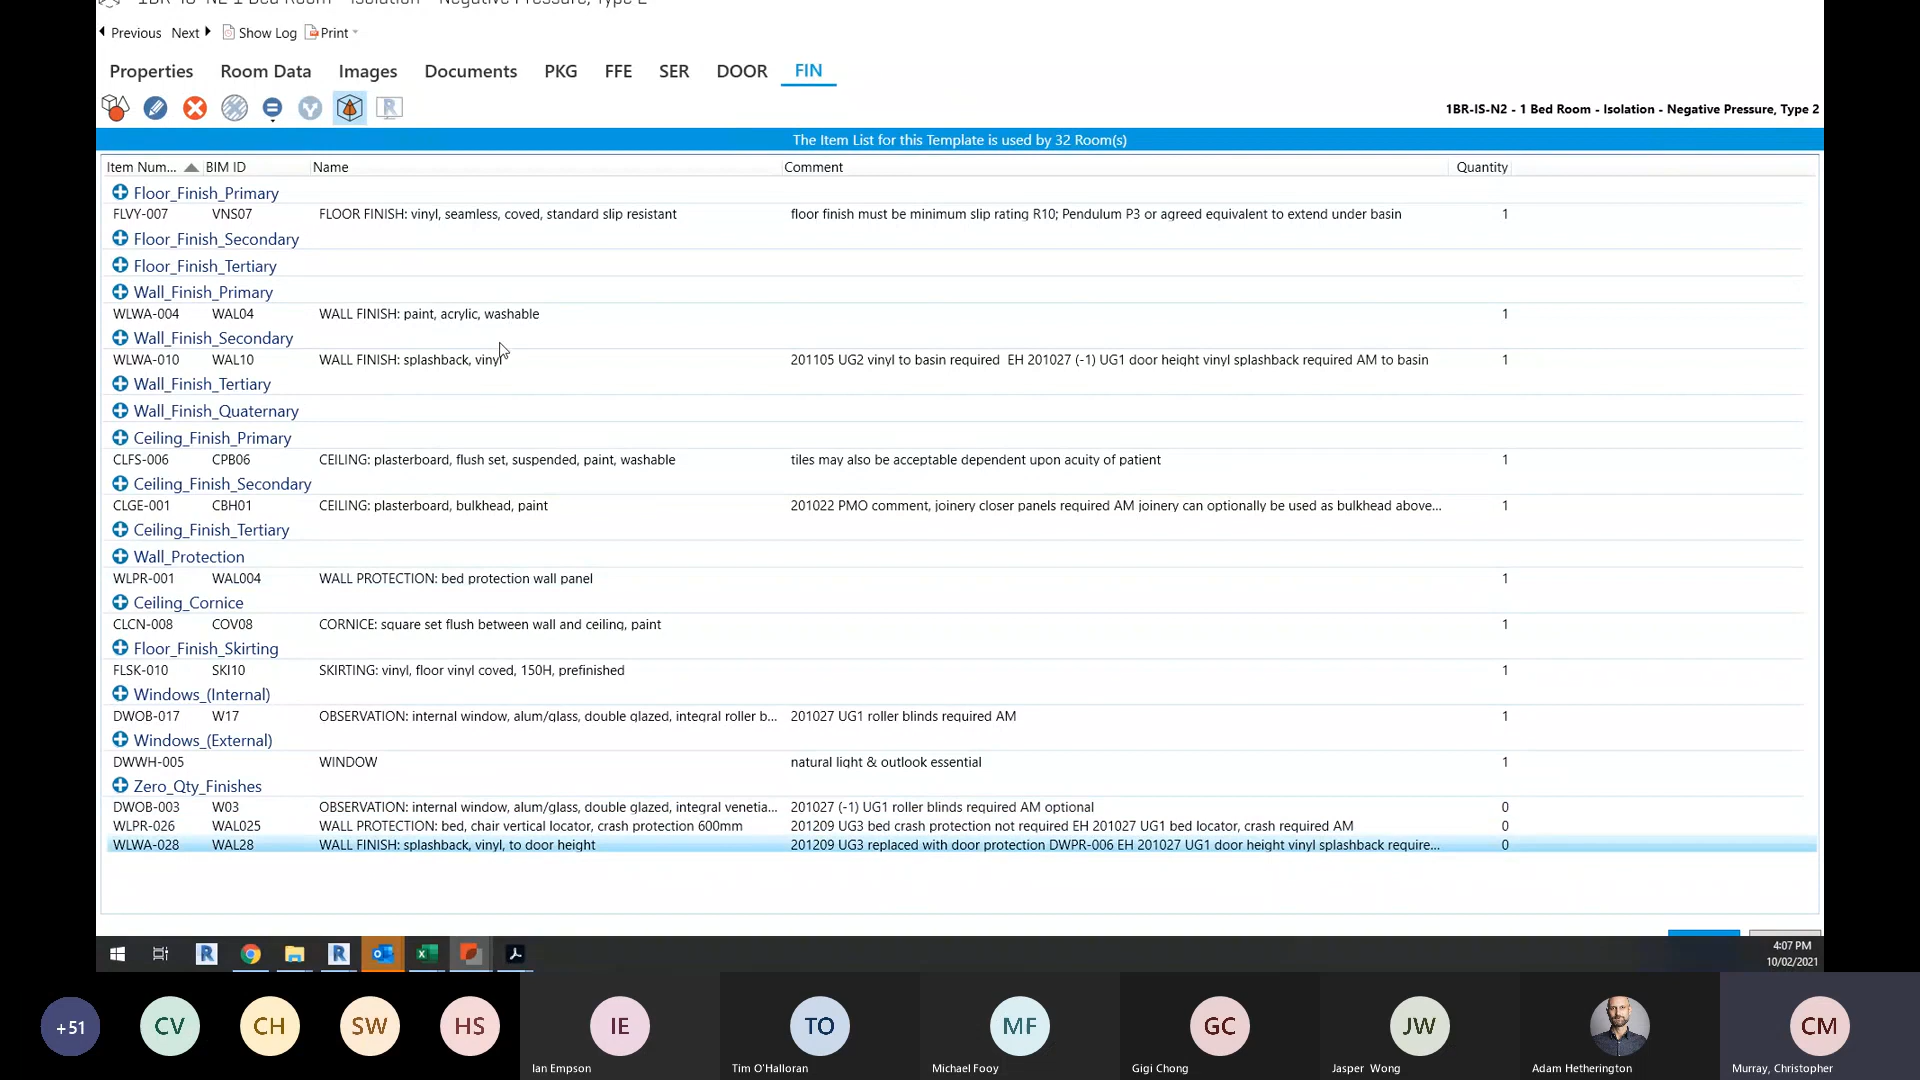 1BR-IS-N2 1 Bed Room - Isolation - Negative Pressure, Type 2
Previous Next Show Log Print
Properties Room Data Images Documents PKG FFE SER DOOR FIN
1BR-IS-N2 - 1 Bed Room - Isolation - Negative Pressure, Type 2
The Item List for this Template is used by 32 Room(s)
Item Num... BIM ID Name Comment Quantity
Floor_Finish_Primary
FLVY-007 VNS07 FLOOR FINISH: vinyl, seamless, coved, standard slip resistant floor finish must be minimum slip rating R10; Pendulum P3 or agreed equivalent to extend under basin 1
Floor_Finish_Secondary
Floor_Finish_Tertiary
Wall_Finish_Primary
WLWA-004 WAL04 WALL FINISH: paint, acrylic, washable 1
Wall_Finish_Secondary
WLWA-010 WAL10 WALL FINISH: splashback, vinyl 201105 UG2 vinyl to basin required EH 201027 (-1) UG1 door height vinyl splashback required AM to basin 1
Wall_Finish_Tertiary
Wall_Finish_Quaternary
Ceiling_Finish_Primary
CLFS-006 CPB06 CEILING: plasterboard, flush set, suspended, paint, washable tiles may also be acceptable dependent upon acuity of patient 1
Ceiling_Finish_Secondary
CLGE-001 CBH01 CEILING: plasterboard, bulkhead, paint 201022 PMO comment, joinery closer panels required AM joinery can optionally be used as bulkhead above... 1
Ceiling_Finish_Tertiary
Wall_Protection
WLPR-001 WAL004 WALL PROTECTION: bed protection wall panel 1
Ceiling_Cornice
CLCN-008 COV08 CORNICE: square set flush between wall and ceiling, paint 1
Floor_Finish_Skirting
FLSK-010 SKI10 SKIRTING: vinyl, floor vinyl coved, 150H, prefinished 1
Windows_(Internal)
DWOB-017 W17 OBSERVATION: internal window, alum/glass, double glazed, integral roller b... 201027 UG1 roller blinds required AM 1
Windows_(External)
DWWH-005 WINDOW natural light & outlook essential 1
Zero_Qty_Finishes
DWOB-003 W03 OBSERVATION: internal window, alum/glass, double glazed, integral venetia... 201027 (-1) UG1 roller blinds required AM optional 0
WLPR-026 WAL025 WALL PROTECTION: bed, chair vertical locator, crash protection 600mm 201209 UG3 bed crash protection not required EH 201027 UG1 bed locator, crash required AM 0
WLWA-028 WAL28 WALL FINISH: splashback, vinyl, to door height 201209 UG3 replaced with door protection DWPR-006 EH 201027 UG1 door height vinyl splashback require... 0
4:07 PM
10/02/2021
+51 CV CH SW HS IE TO MF GC JW CM
Ian Empson Tim O'Halloran Michael Fooy Gigi Chong Jasper Wong Adam Hetherington Murray, Christopher